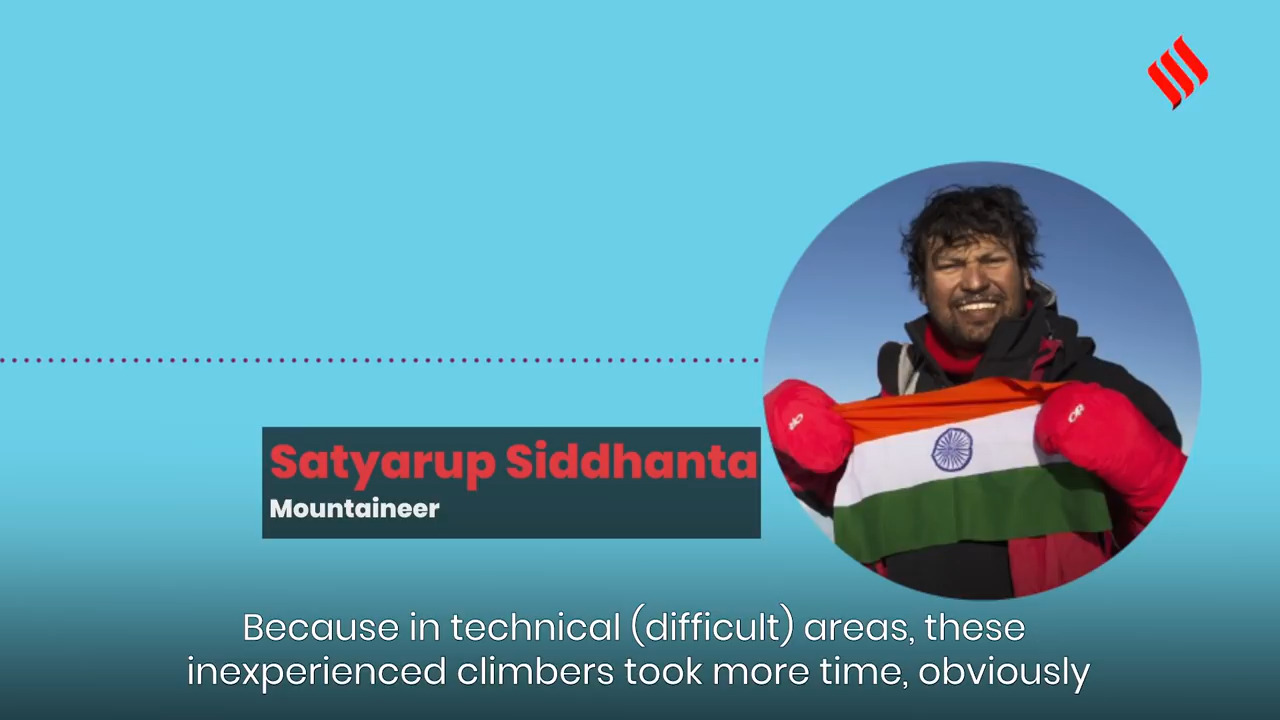 Satyarup Siddhanta
Mountaineer
Because in technical (difficult) areas, these
inexperienced climbers took more time, obviously